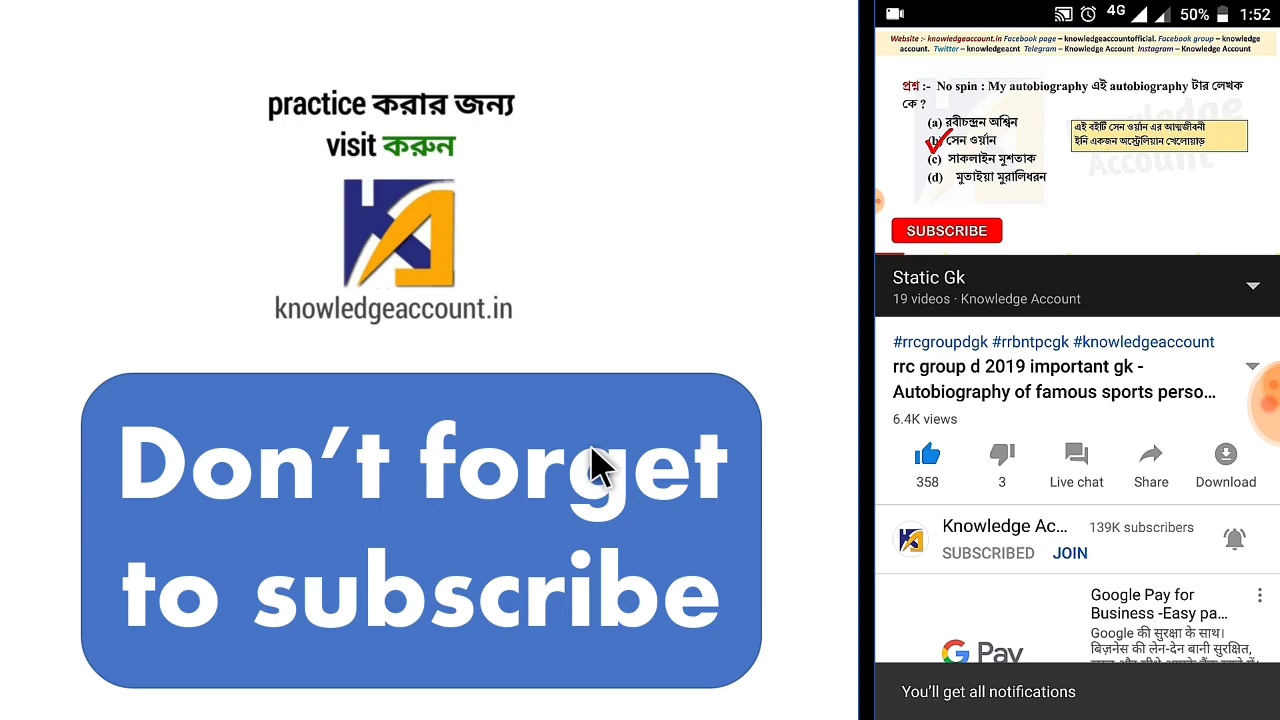 practice করার জন্য
visit করুন
knowledgeaccount.in
Don't forget
to subscribe
4G 50% 1:52
Website :- knowledgeaccount.in Facebook page – knowledgeaccountofficial. Facebook group – knowledge
account. Twitter – knowledgeacnt Telegram – Knowledge Account Instagram – Knowledge Account
প্রশ্ন :- No spin : My autobiography এই autobiography টার লেখক
কে ?
(a) রবীচন্দ্রন অশ্বিন
(b) সেন ওর্য়ান
(c) সাকলাইন মুশতাক
(d) মুতাইয়া মুরালিধরন
এই বইটি সেন ওর্য়ান এর আত্মজীবনী
ইনি একজন অস্ট্রেলিয়ান খেলোয়াড়
Knowledge
Account
SUBSCRIBE
Static Gk
19 videos · Knowledge Account
#rrcgroupdgk #rrbntpcgk #knowledgeaccount
rrc group d 2019 important gk -
Autobiography of famous sports perso...
6.4K views
358 3 Live chat Share Download
Knowledge Ac... 139K subscribers
SUBSCRIBED JOIN
Google Pay for
Business -Easy pa...
Google की सुरक्षा के साथ।
बिज़नेस की लेन-देन बानी सुरक्षित,
G Pay
You'll get all notifications